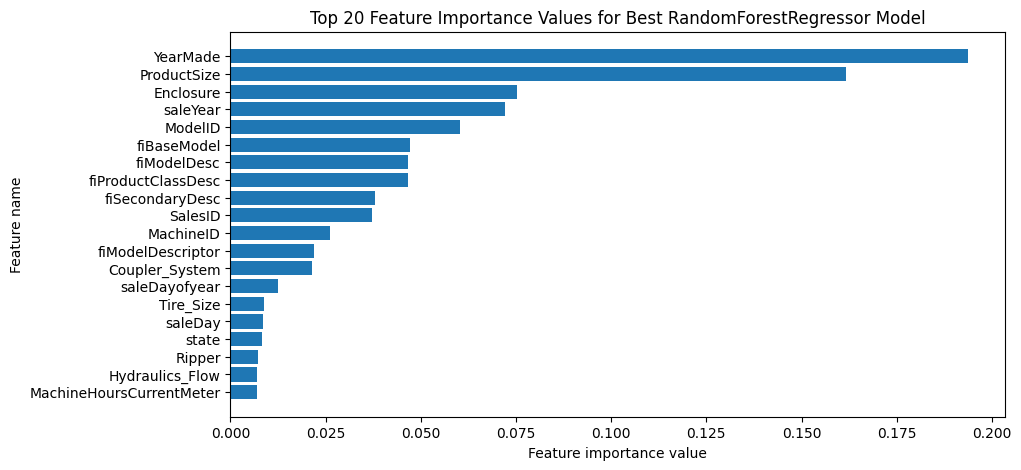 Top 20 Feature Importance Values for Best RandomForestRegressor Model
Feature name
YearMade
ProductSize
Enclosure
saleYear
ModelID
fiBaseModel
fiModelDesc
fiProductClassDesc
fiSecondaryDesc
SalesID
MachineID
fiModelDescriptor
Coupler_System
saleDayofyear
Tire_Size
saleDay
state
Ripper
Hydraulics_Flow
MachineHoursCurrentMeter
0.000 0.025 0.050 0.075 0.100 0.125 0.150 0.175 0.200
Feature importance value